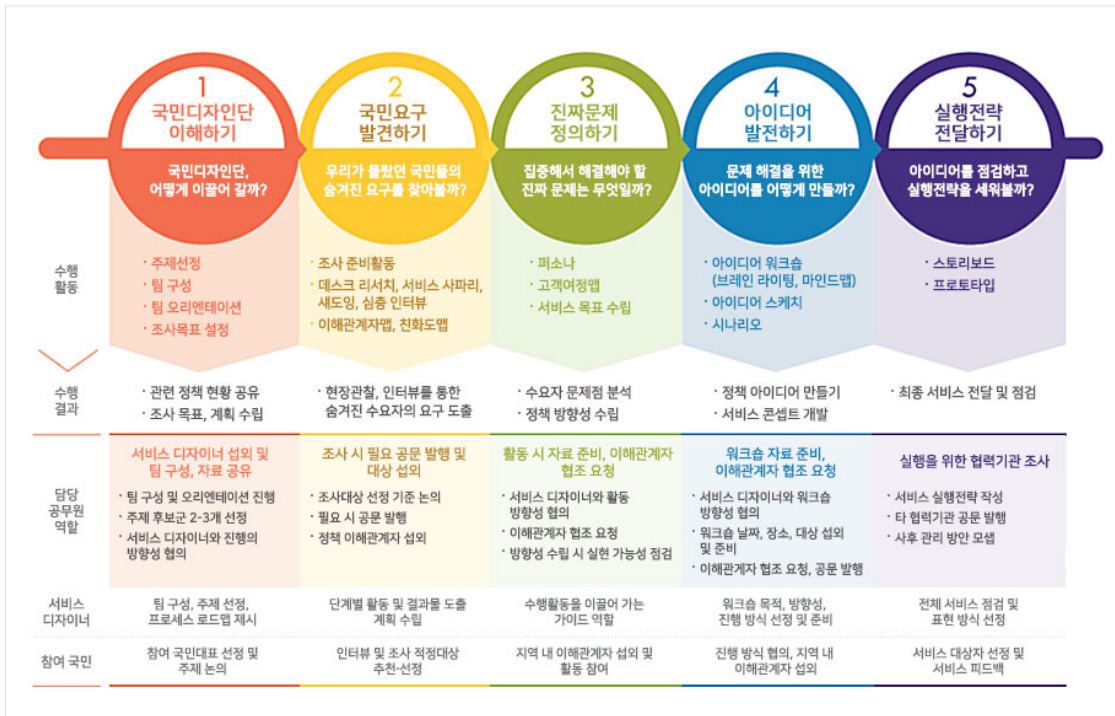 1
국민디자인단
이해하기
국민디자인단,
어떻게 이끌어 갈까?
2
국민요구
발견하기
우리가 몰랐던 국민들의
숨겨진 요구를 찾아볼까?
3
진짜문제
정의하기
집중해서 해결해야 할
진짜 문제는 무엇일까?
4
아이디어
발전하기
문제 해결을 위한
아이디어를 어떻게 만들까?
5
실행전략
전달하기
아이디어를 점검하고
실행전략을 세워볼까?
수행
활동
· 주제선정
· 팀 구성
· 팀 오리엔테이션
· 조사목표 설정
· 조사 준비활동
· 데스크 리서치, 서비스 사파리,
섀도잉, 심층 인터뷰
· 이해관계자맵, 친화도맵
· 퍼소나
· 고객여정맵
· 서비스 목표 수립
· 아이디어 워크숍
(브레인 라이팅, 마인드맵)
· 아이디어 스케치
· 시나리오
· 스토리보드
· 프로토타입
수행
결과
· 관련 정책 현황 공유
· 조사 목표, 계획 수립
· 현장관찰, 인터뷰를 통한
숨겨진 수요자의 요구 도출
· 수요자 문제점 분석
· 정책 방향성 수립
· 정책 아이디어 만들기
· 서비스 콘셉트 개발
· 최종 서비스 전달 및 점검
담당
공무원
역할
서비스 디자이너 섭외 및
팀 구성, 자료 공유
· 팀 구성 및 오리엔테이션 진행
· 주제 후보군 2-3개 선정
· 서비스 디자이너와 진행의
방향성 협의
조사 시 필요 공문 발행 및
대상 섭외
· 조사대상 선정 기준 논의
· 필요 시 공문 발행
· 정책 이해관계자 섭외
활동 시 자료 준비, 이해관계자
협조 요청
· 서비스 디자이너와 활동
방향성 협의
· 이해관계자 협조 요청
· 방향성 수립 시 실현 가능성 점검
워크숍 자료 준비,
이해관계자 협조 요청
· 서비스 디자이너와 워크숍
방향성 협의
· 워크숍 날짜, 장소, 대상 섭외
및 준비
· 이해관계자 협조 요청, 공문 발행
실행을 위한 협력기관 조사
· 서비스 실행전략 작성
· 타 협력기관 공문 발행
· 사후 관리 방안 모색
서비스
디자이너
팀 구성, 주제 선정,
프로세스 로드맵 제시
단계별 활동 및 결과물 도출
계획 수립
수행활동을 이끌어 가는
가이드 역할
워크숍 목적, 방향성,
진행 방식 선정 및 준비
전체 서비스 점검 및
표현 방식 선정
참여 국민
참여 국민대표 선정 및
주제 논의
인터뷰 및 조사 적정대상
추천·선정
지역 내 이해관계자 섭외 및
활동 참여
진행 방식 협의, 지역 내
이해관계자 섭외
서비스 대상자 선정 및
서비스 피드백